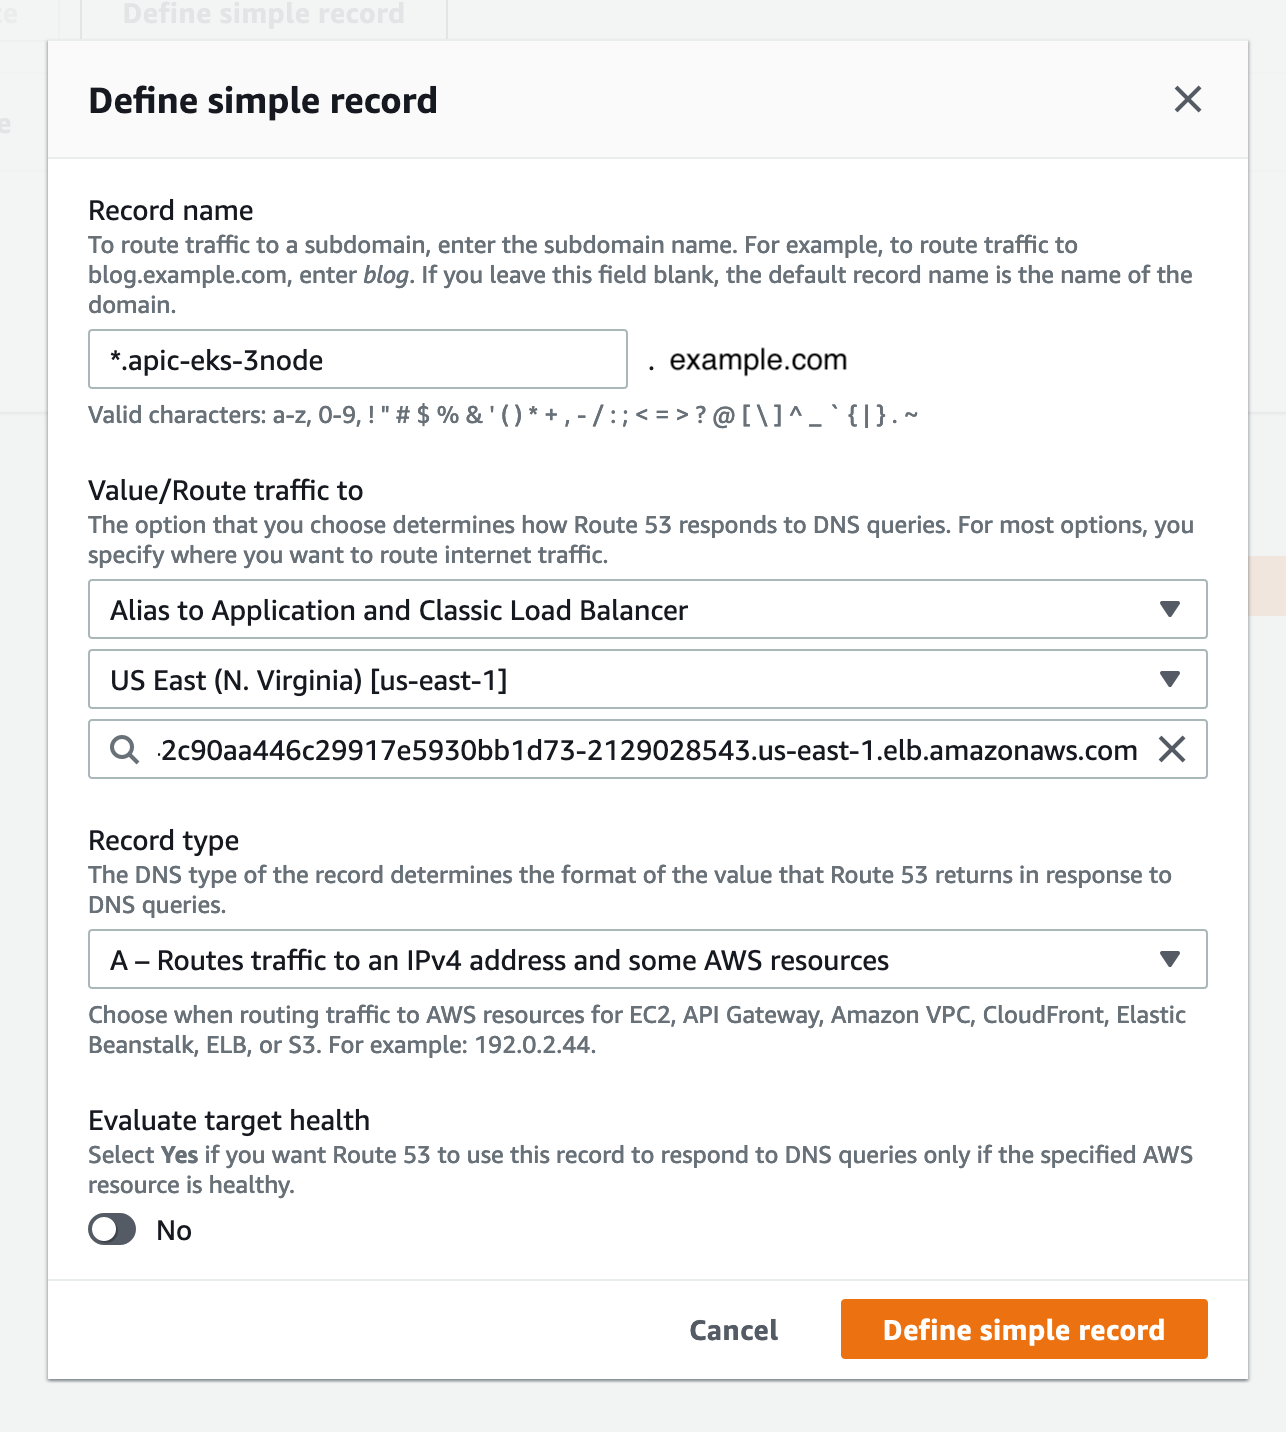 Define simple record
Define simple record
Record name
To route traffic to a subdomain, enter the subdomain name. For example, to route traffic to
blog.example.com, enter blog. If you leave this field blank, the default record name is the name of the
domain.
*.apic-eks-3node . example.com
Valid characters: a-z, 0-9, ! " # $ % & ' ( ) * + , - / : ; < = > ? @ [ \ ] ^ _ ` { | } . ~
Value/Route traffic to
The option that you choose determines how Route 53 responds to DNS queries. For most options, you
specify where you want to route internet traffic.
Alias to Application and Classic Load Balancer
US East (N. Virginia) [us-east-1]
2c90aa446c29917e5930bb1d73-2129028543.us-east-1.elb.amazonaws.com
Record type
The DNS type of the record determines the format of the value that Route 53 returns in response to
DNS queries.
A – Routes traffic to an IPv4 address and some AWS resources
Choose when routing traffic to AWS resources for EC2, API Gateway, Amazon VPC, CloudFront, Elastic
Beanstalk, ELB, or S3. For example: 192.0.2.44.
Evaluate target health
Select Yes if you want Route 53 to use this record to respond to DNS queries only if the specified AWS
resource is healthy.
No
Cancel
Define simple record